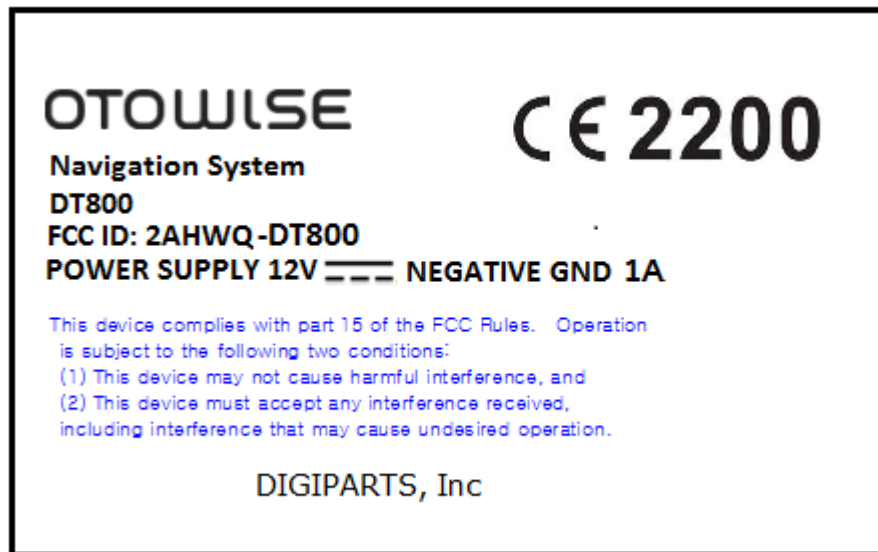 OTOWISE
CE 2200
Navigation System
DT800
FCC ID: 2AHWQ-DT800
POWER SUPPLY 12V ⎓ NEGATIVE GND 1A
This device complies with part 15 of the FCC Rules. Operation
is subject to the following two conditions:
(1) This device may not cause harmful interference, and
(2) This device must accept any interference received,
including interference that may cause undesired operation.
DIGIPARTS, Inc